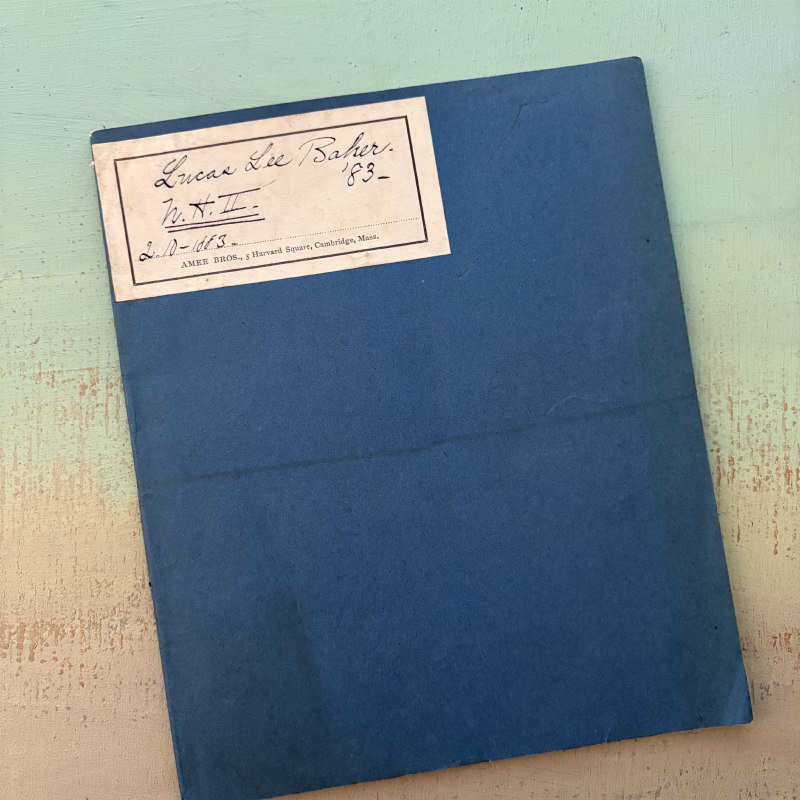 Lucas Lee Baker.
'83–
N. H. II.–
2–10–1883–
AMEE BROS., 5 Harvard Square, Cambridge, Mass.